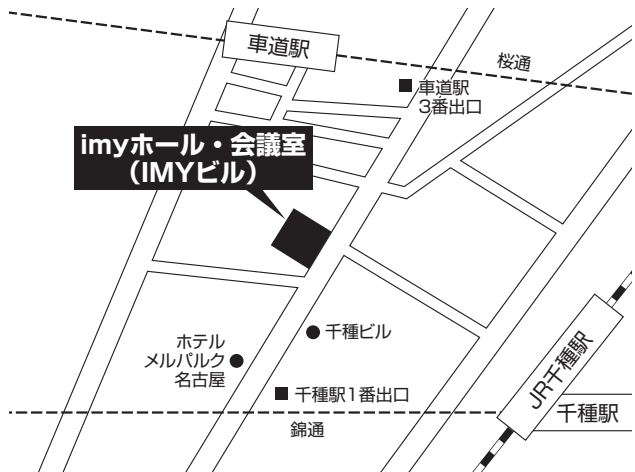 車道駅
桜通
車道駅
3番出口
imyホール・会議室
（IMYビル）
千種ビル
ホテル
メルパルク
名古屋
千種駅1番出口
錦通
JR千種駅
千種駅